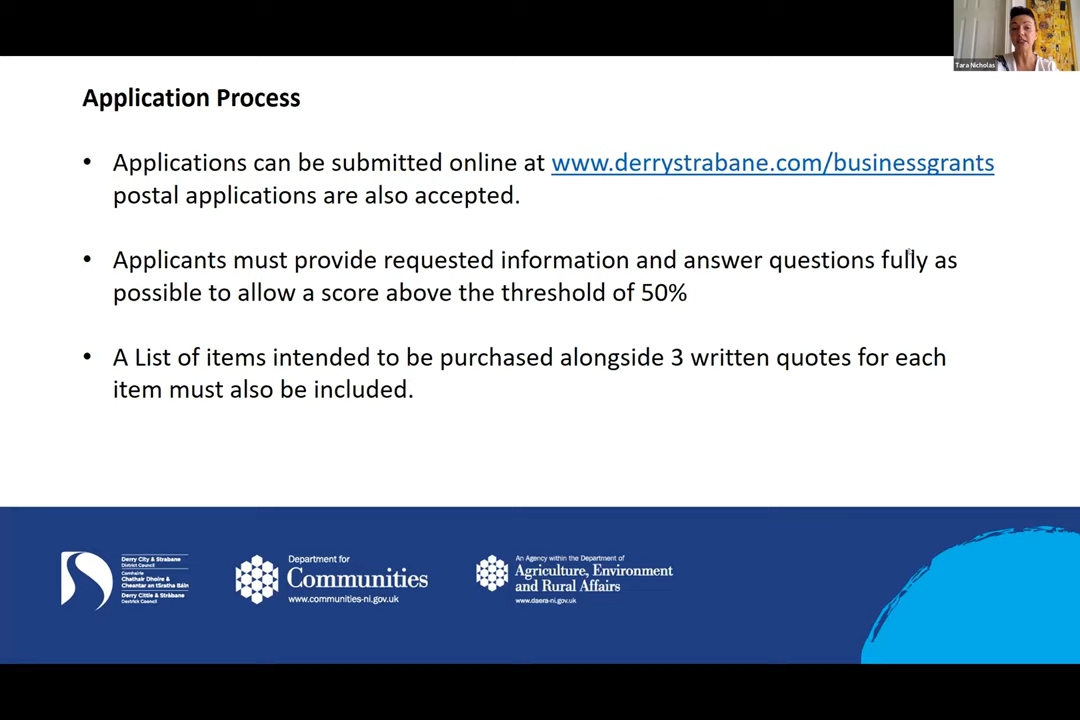 Tara Nicholas
Application Process
• Applications can be submitted online at www.derrystrabane.com/businessgrants
postal applications are also accepted.
• Applicants must provide requested information and answer questions fully as
possible to allow a score above the threshold of 50%
• A List of items intended to be purchased alongside 3 written quotes for each
item must also be included.
Derry City & Strabane
District Council
Comhairle
Chathair Dhoire &
Cheantar an tSratha Báin
Derry Cittie & Stràbane
Destrick Cooncil
Department for
Communities
www.communities-ni.gov.uk
An Agency within the Department of
Agriculture, Environment
and Rural Affairs
www.daera-ni.gov.uk